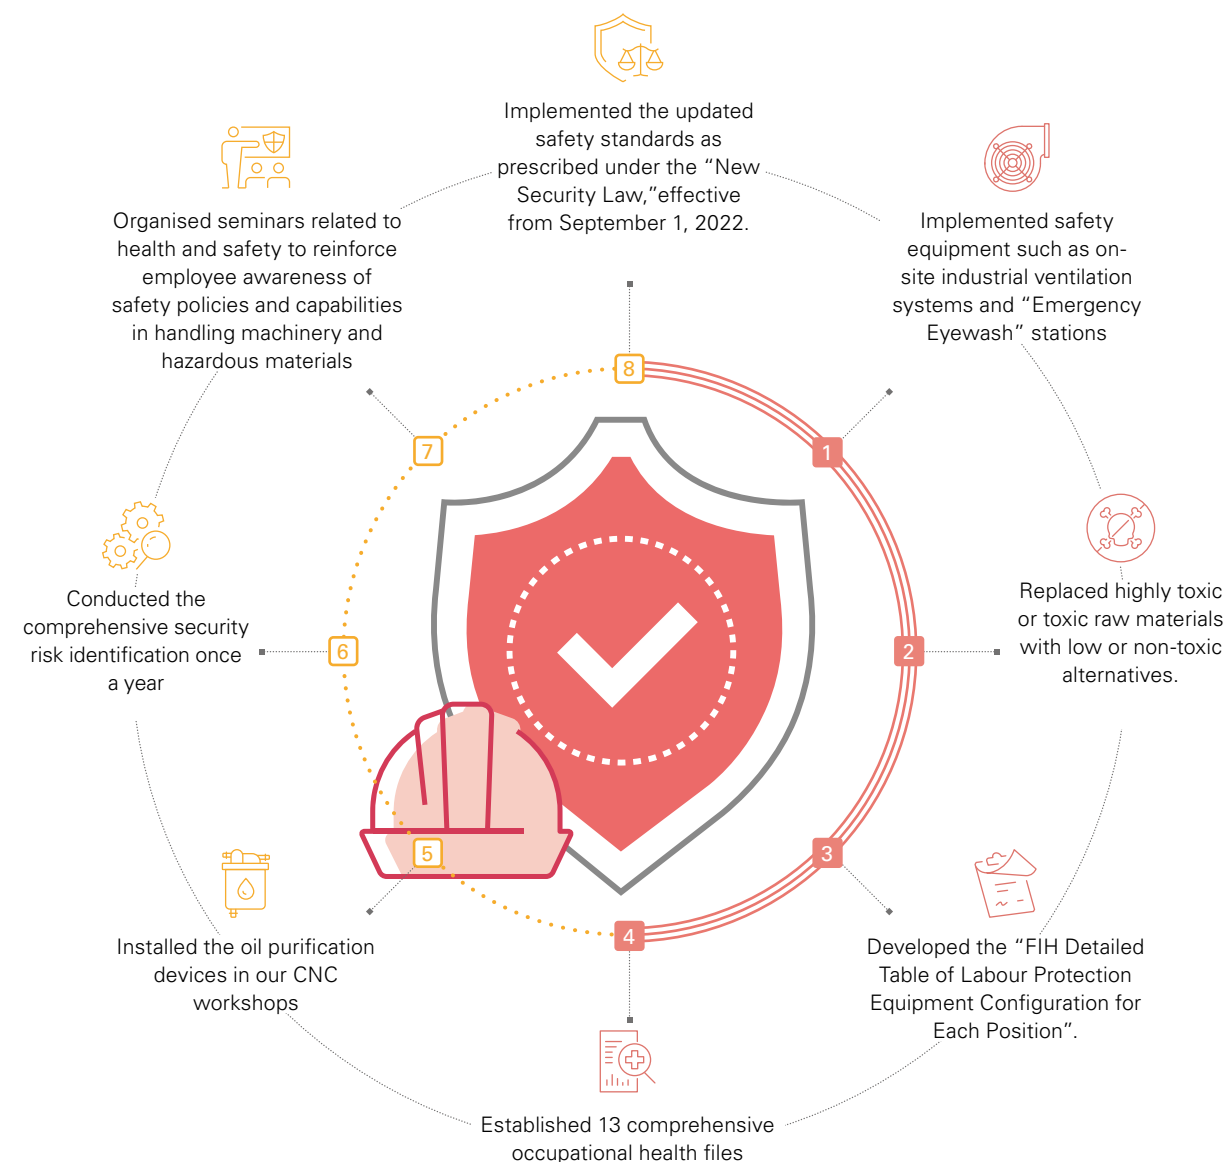 Implemented the updated
safety standards as
prescribed under the “New
Security Law,”effective
from September 1, 2022.
8
Implemented safety
equipment such as on-
site industrial ventilation
systems and “Emergency
Eyewash” stations
1
Replaced highly toxic
or toxic raw materials
with low or non-toxic
alternatives.
2
Developed the “FIH Detailed
Table of Labour Protection
Equipment Configuration for
Each Position”.
3
Established 13 comprehensive
occupational health files
4
Installed the oil purification
devices in our CNC
workshops
5
Conducted the
comprehensive security
risk identification once
a year
6
Organised seminars related to
health and safety to reinforce
employee awareness of
safety policies and capabilities
in handling machinery and
hazardous materials
7